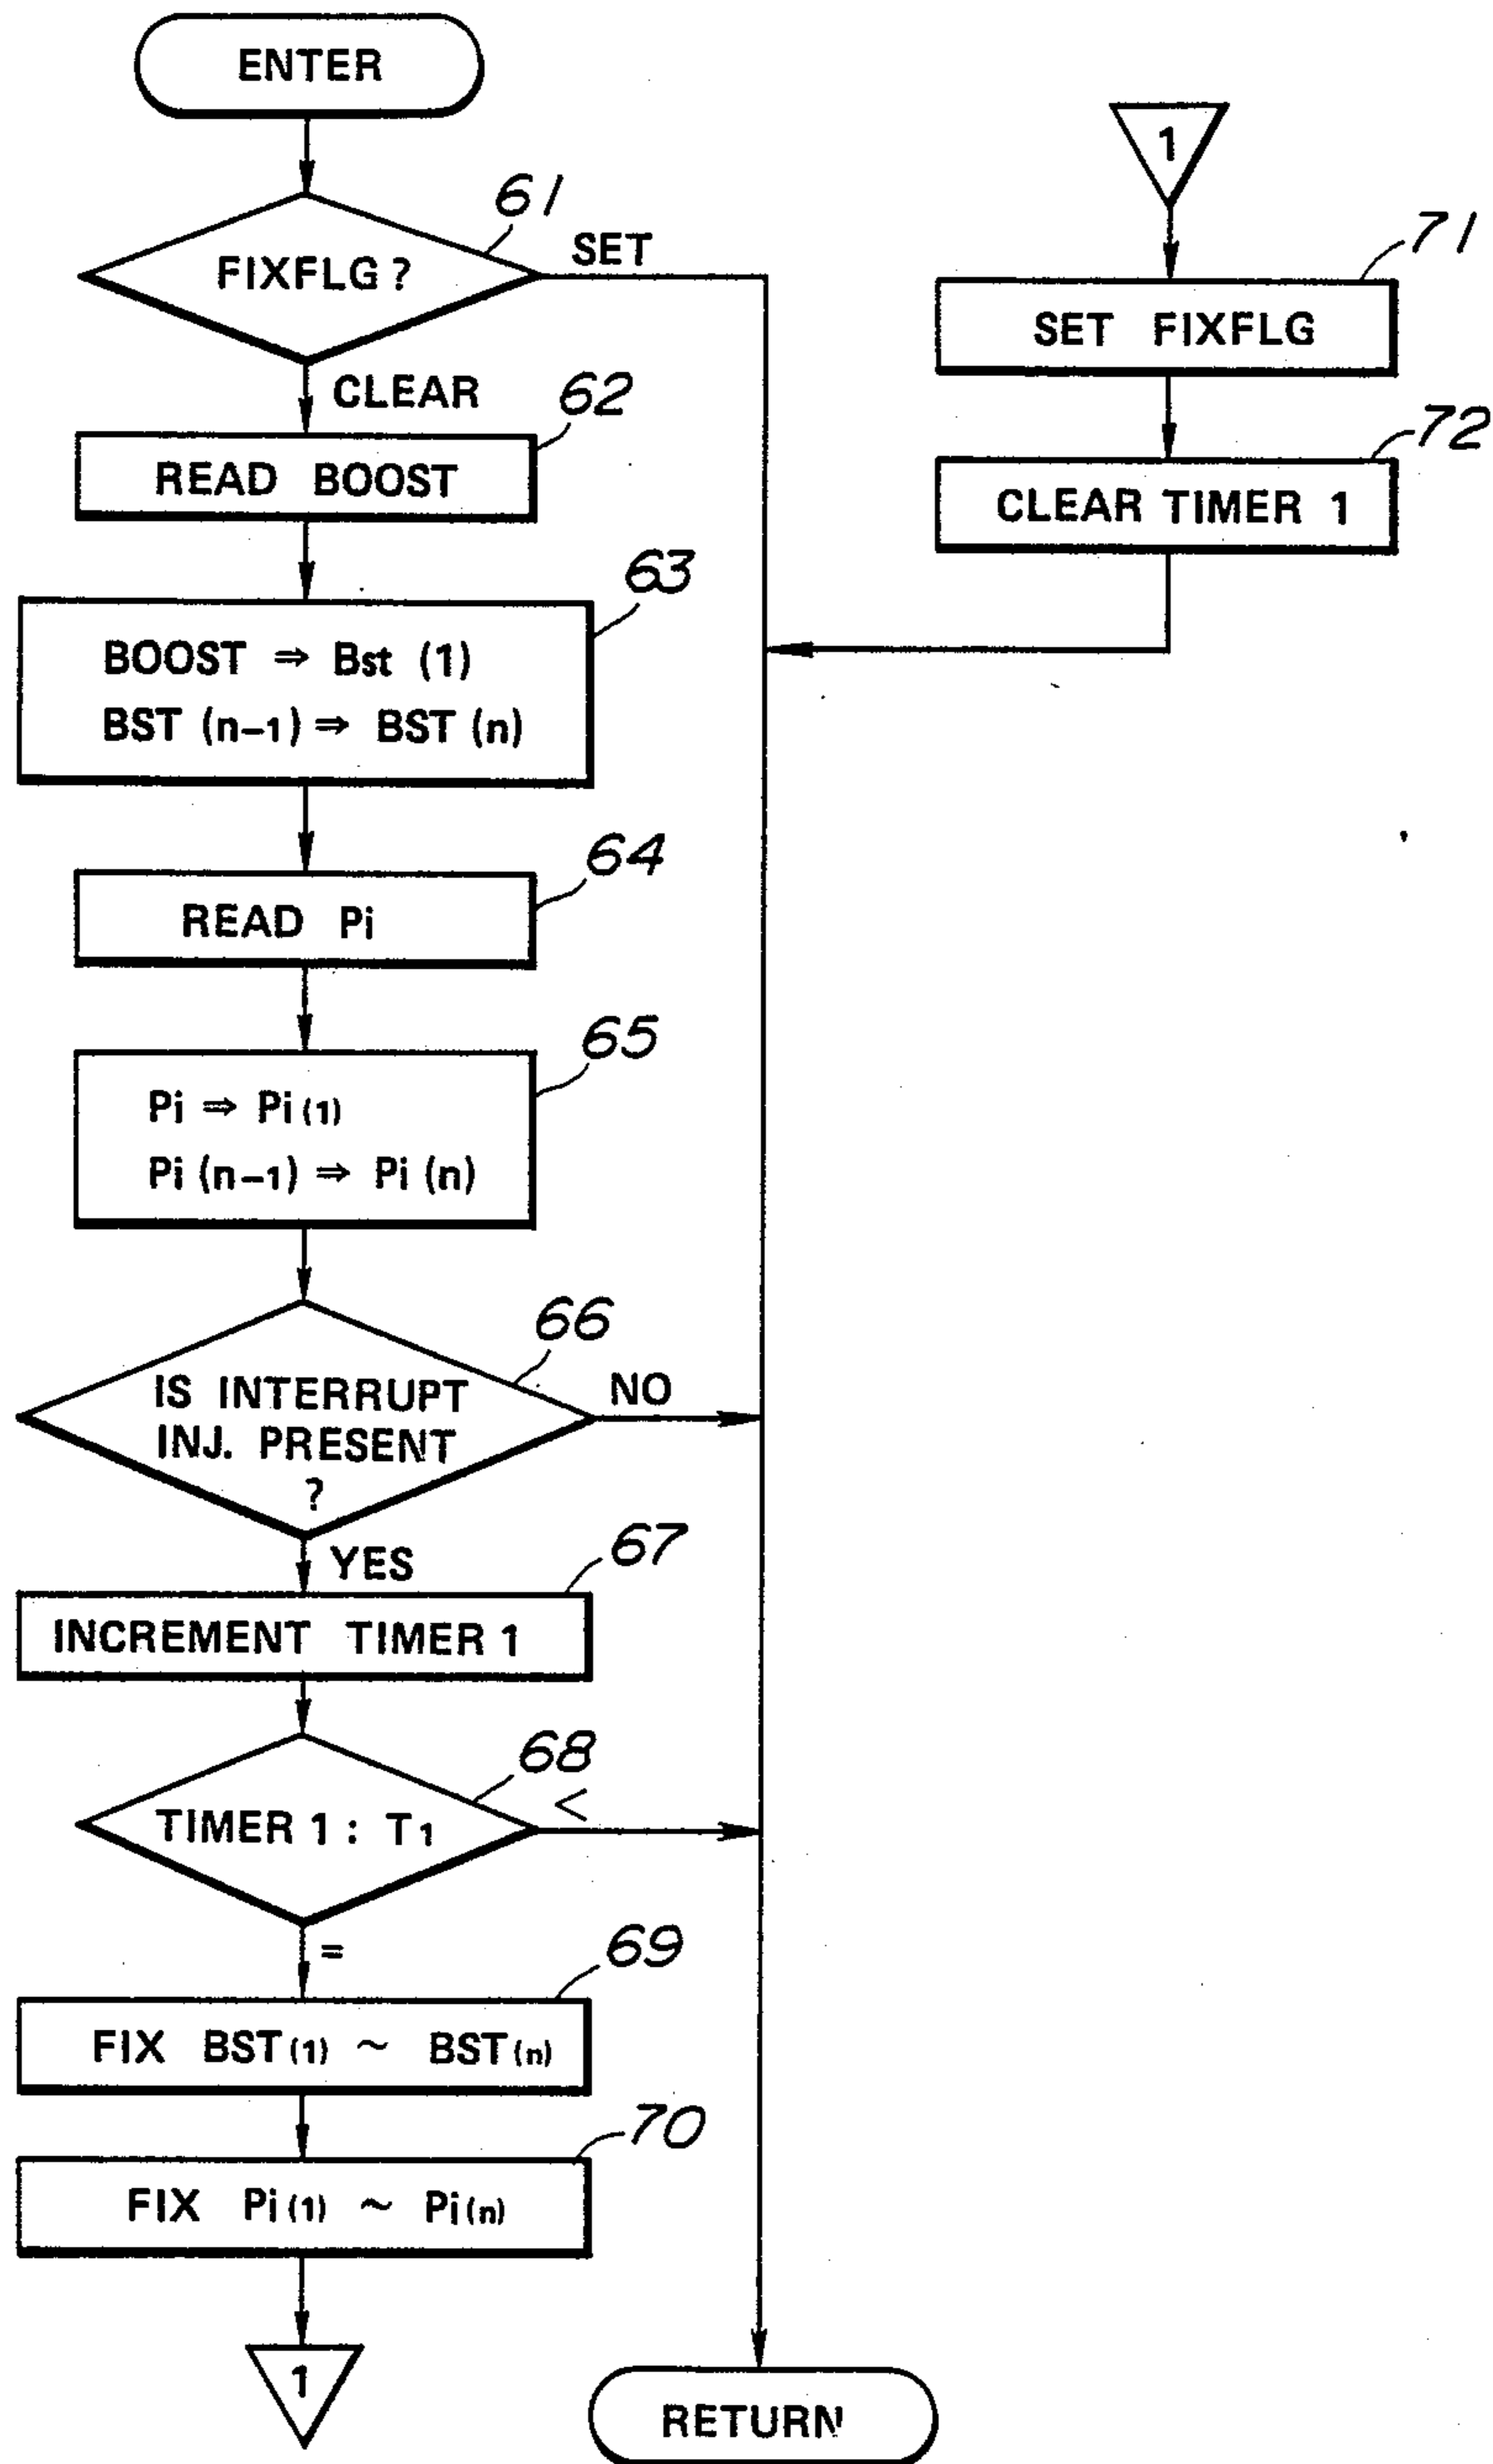 ENTER
61
FIXFLG ?
SET
CLEAR
62
READ BOOST
63
BOOST ⇒ Bst (1)
BST (n-1) ⇒ BST (n)
64
READ Pi
65
Pi ⇒ Pi (1)
Pi (n-1) ⇒ Pi (n)
66
IS INTERRUPT
INJ. PRESENT
?
NO
YES
67
INCREMENT TIMER 1
68
TIMER 1 : T1
<
=
69
FIX BST (1) ~ BST (n)
70
FIX Pi (1) ~ Pi (n)
1
1
71
SET FIXFLG
72
CLEAR TIMER 1
RETURN